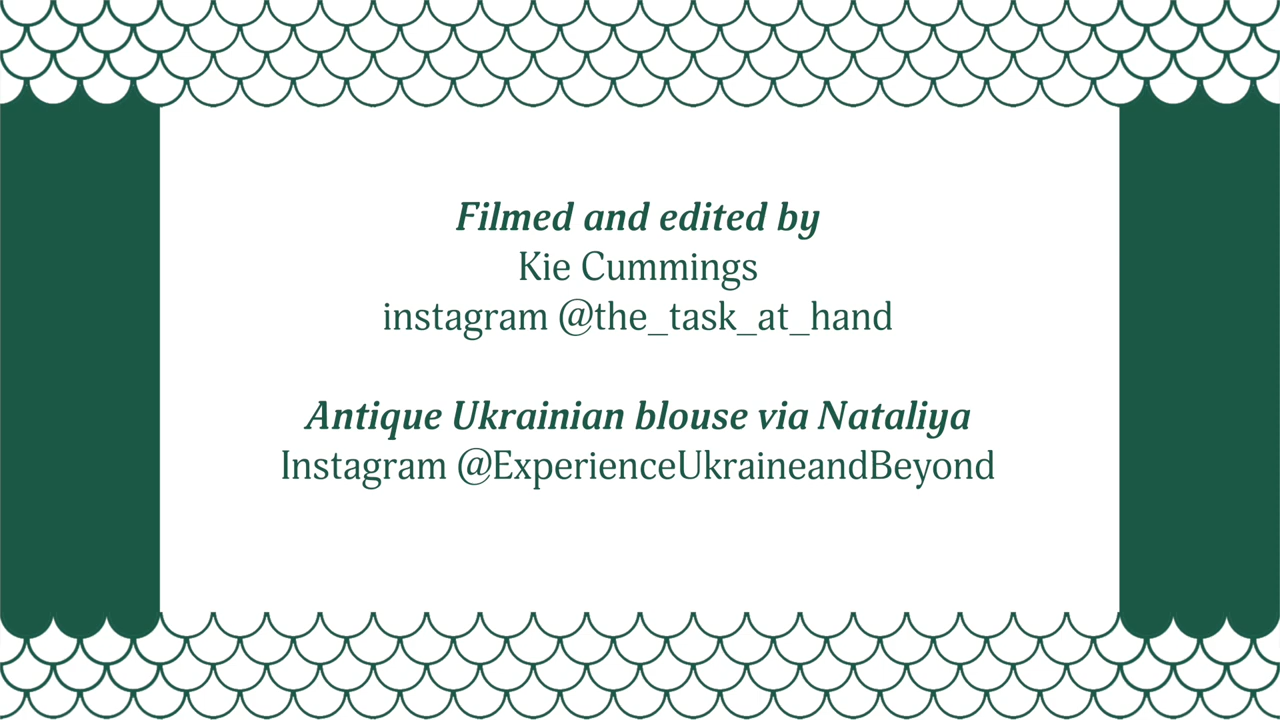 Filmed and edited by
Kie Cummings
instagram @the_task_at_hand
Antique Ukrainian blouse via Nataliya
Instagram @ExperienceUkraineandBeyond